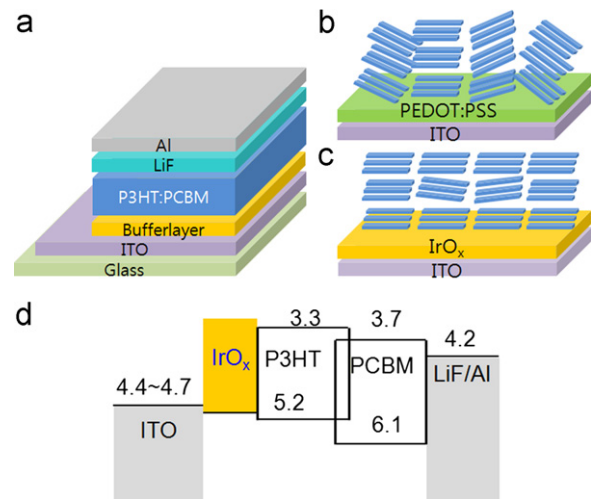 a
Al
LiF
P3HT:PCBM
Bufferlayer
ITO
Glass
b
PEDOT:PSS
ITO
c
IrOₓ
ITO
d
3.3
3.7
4.2
4.4~4.7
IrOₓ
P3HT
PCBM
LiF/Al
5.2
6.1
ITO